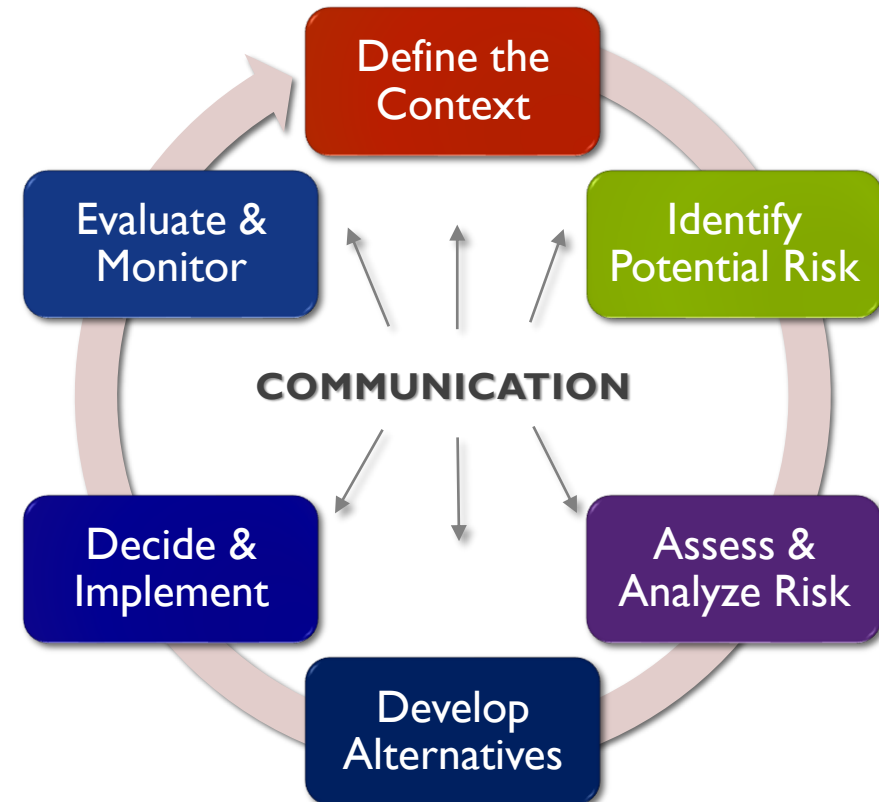 Define the
Context
Identify
Potential Risk
Assess &
Analyze Risk
Develop
Alternatives
Decide &
Implement
Evaluate &
Monitor
COMMUNICATION